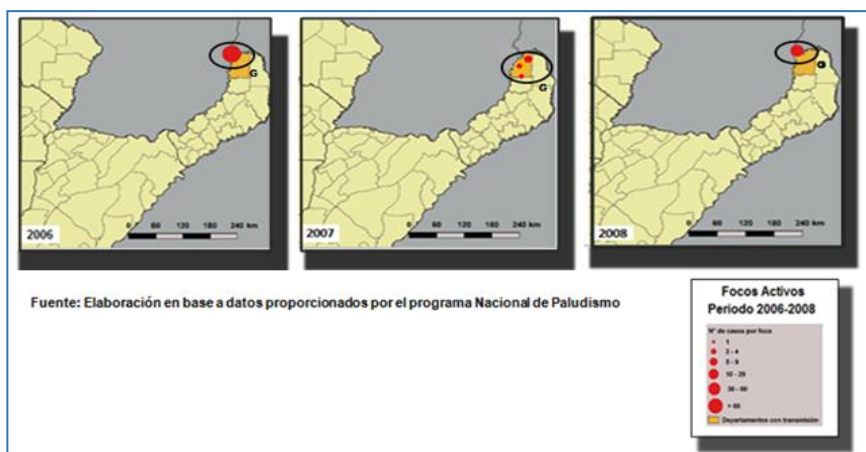 G
2006
0 60 120 180 240 km
G
2007
0 60 120 180 240 km
G
2008
0 60 120 180 240 km
Fuente: Elaboración en base a datos proporcionados por el programa Nacional de Paludismo
Focos Activos
Periodo 2006-2008
N° de casos por foco
1
2 - 4
5 - 9
10 - 29
30 - 60
> 60
Departamentos con transmisión